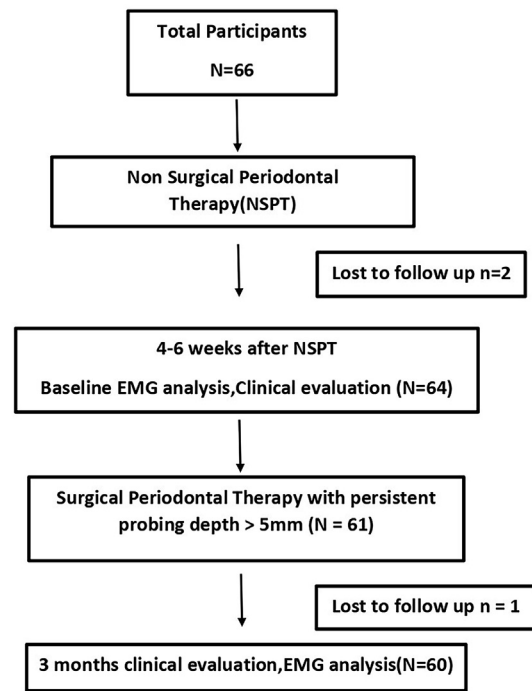 Total Participants
N=66
Non Surgical Periodontal
Therapy(NSPT)
Lost to follow up n=2
4-6 weeks after NSPT
Baseline EMG analysis,Clinical evaluation (N=64)
Surgical Periodontal Therapy with persistent
probing depth > 5mm (N = 61)
Lost to follow up n = 1
3 months clinical evaluation,EMG analysis(N=60)